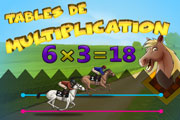 TABLES DE
MULTIPLICATION
6×3=18